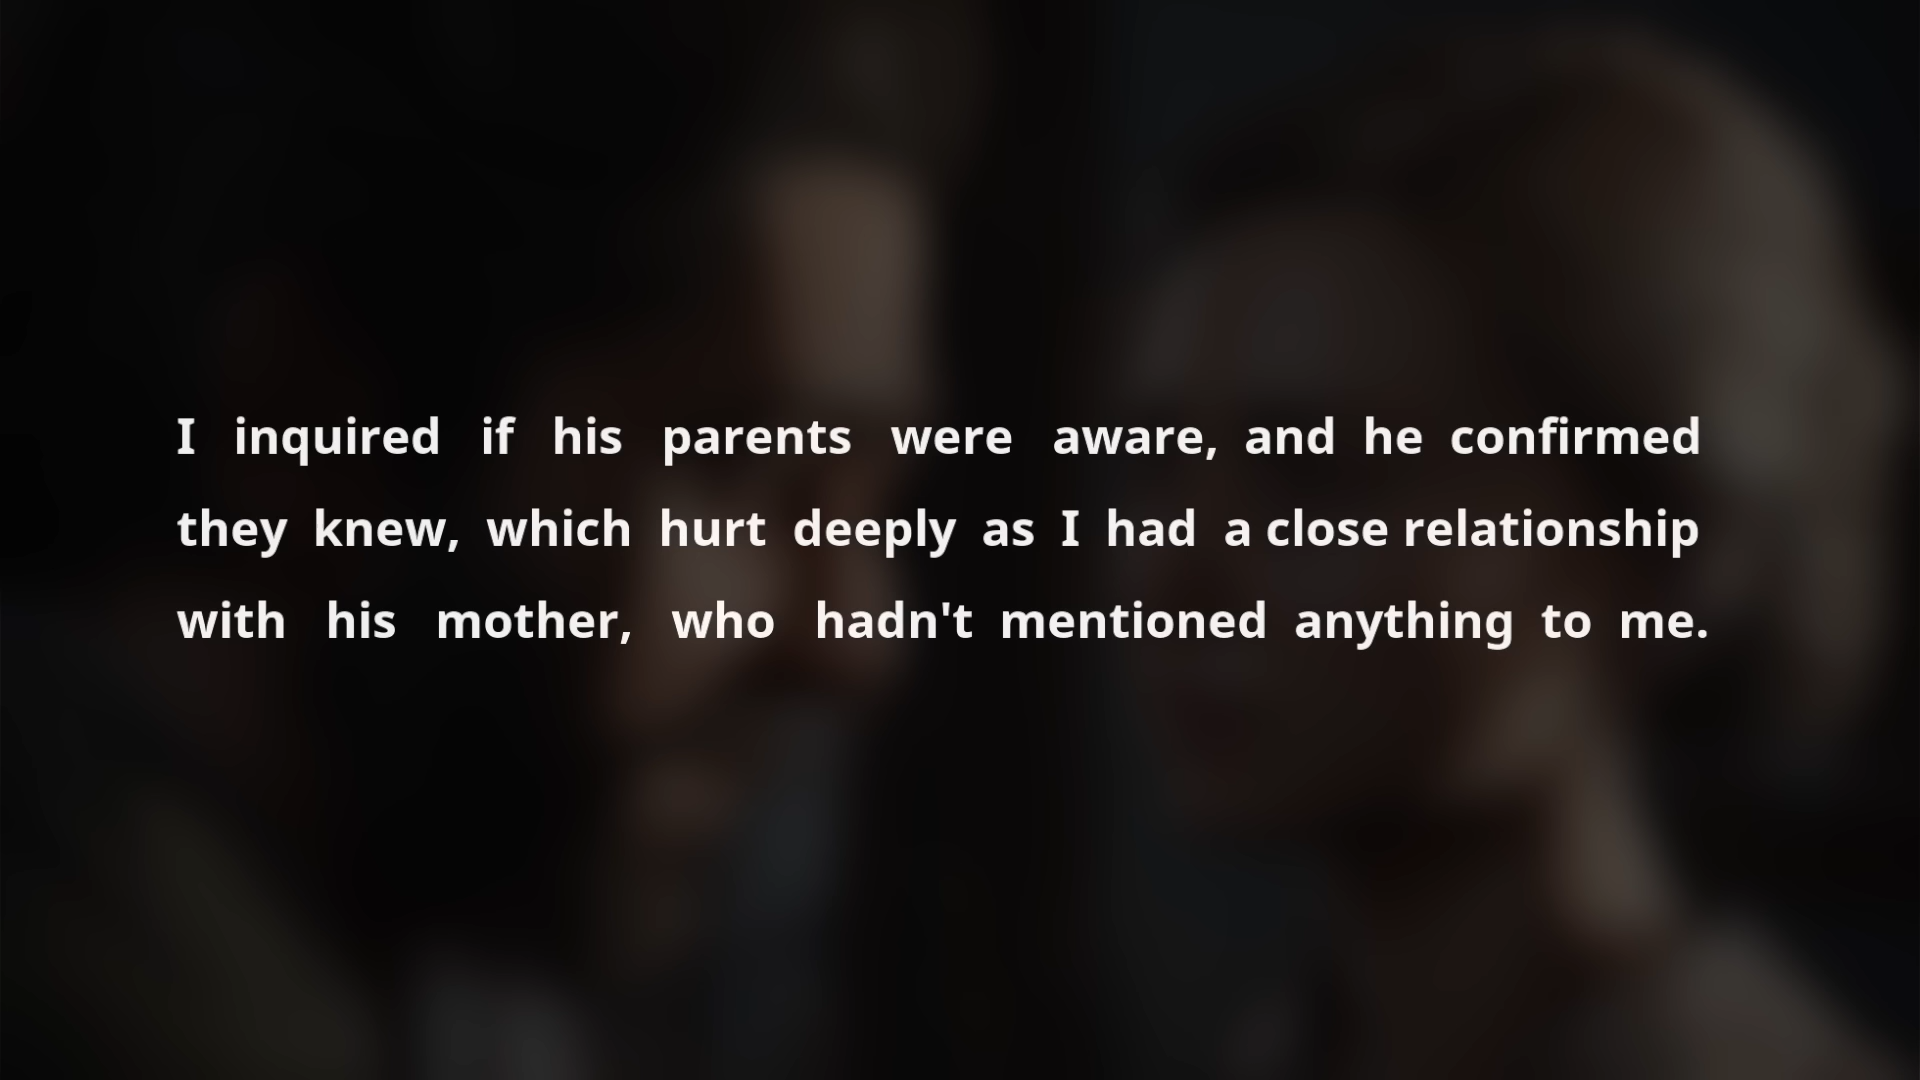 I inquired if his parents were aware, and he confirmed
they knew, which hurt deeply as I had a close relationship
with his mother, who hadn't mentioned anything to me.